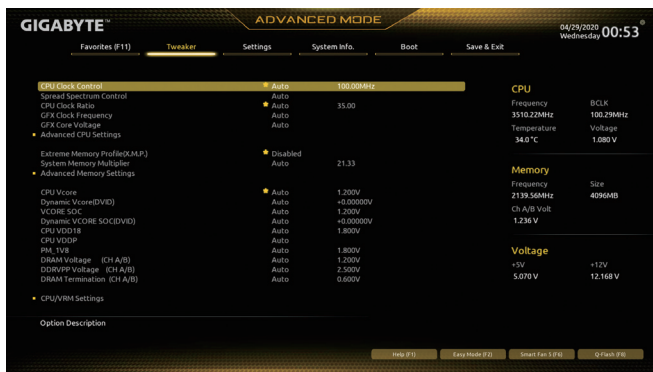 GIGABYTE™
ADVANCED MODE
04/29/2020
Wednesday 00:53
Favorites (F11) Tweaker Settings System Info. Boot Save & Exit
CPU Clock Control Auto 100.00MHz
Spread Spectrum Control Auto
CPU Clock Ratio Auto 35.00
GFX Clock Frequency Auto
GFX Core Voltage Auto
Advanced CPU Settings
Extreme Memory Profile(X.M.P.) Disabled
System Memory Multiplier Auto 21.33
Advanced Memory Settings
CPU Vcore Auto 1.200V
Dynamic Vcore(DVID) Auto +0.00000V
VCORE SOC Auto 1.200V
Dynamic VCORE SOC(DVID) Auto +0.00000V
CPU VDD18 Auto 1.800V
CPU VDDP Auto
PM_1V8 Auto 1.800V
DRAM Voltage (CH A/B) Auto 1.200V
DDRVPP Voltage (CH A/B) Auto 2.500V
DRAM Termination (CH A/B) Auto 0.600V
CPU/VRM Settings
Option Description
CPU
Frequency BCLK
3510.22MHz 100.29MHz
Temperature Voltage
34.0 °C 1.080 V
Memory
Frequency Size
2139.56MHz 4096MB
Ch A/B Volt
1.236 V
Voltage
+5V +12V
5.070 V 12.168 V
Help (F1) Easy Mode (F2) Smart Fan 5 (F6) Q-Flash (F8)